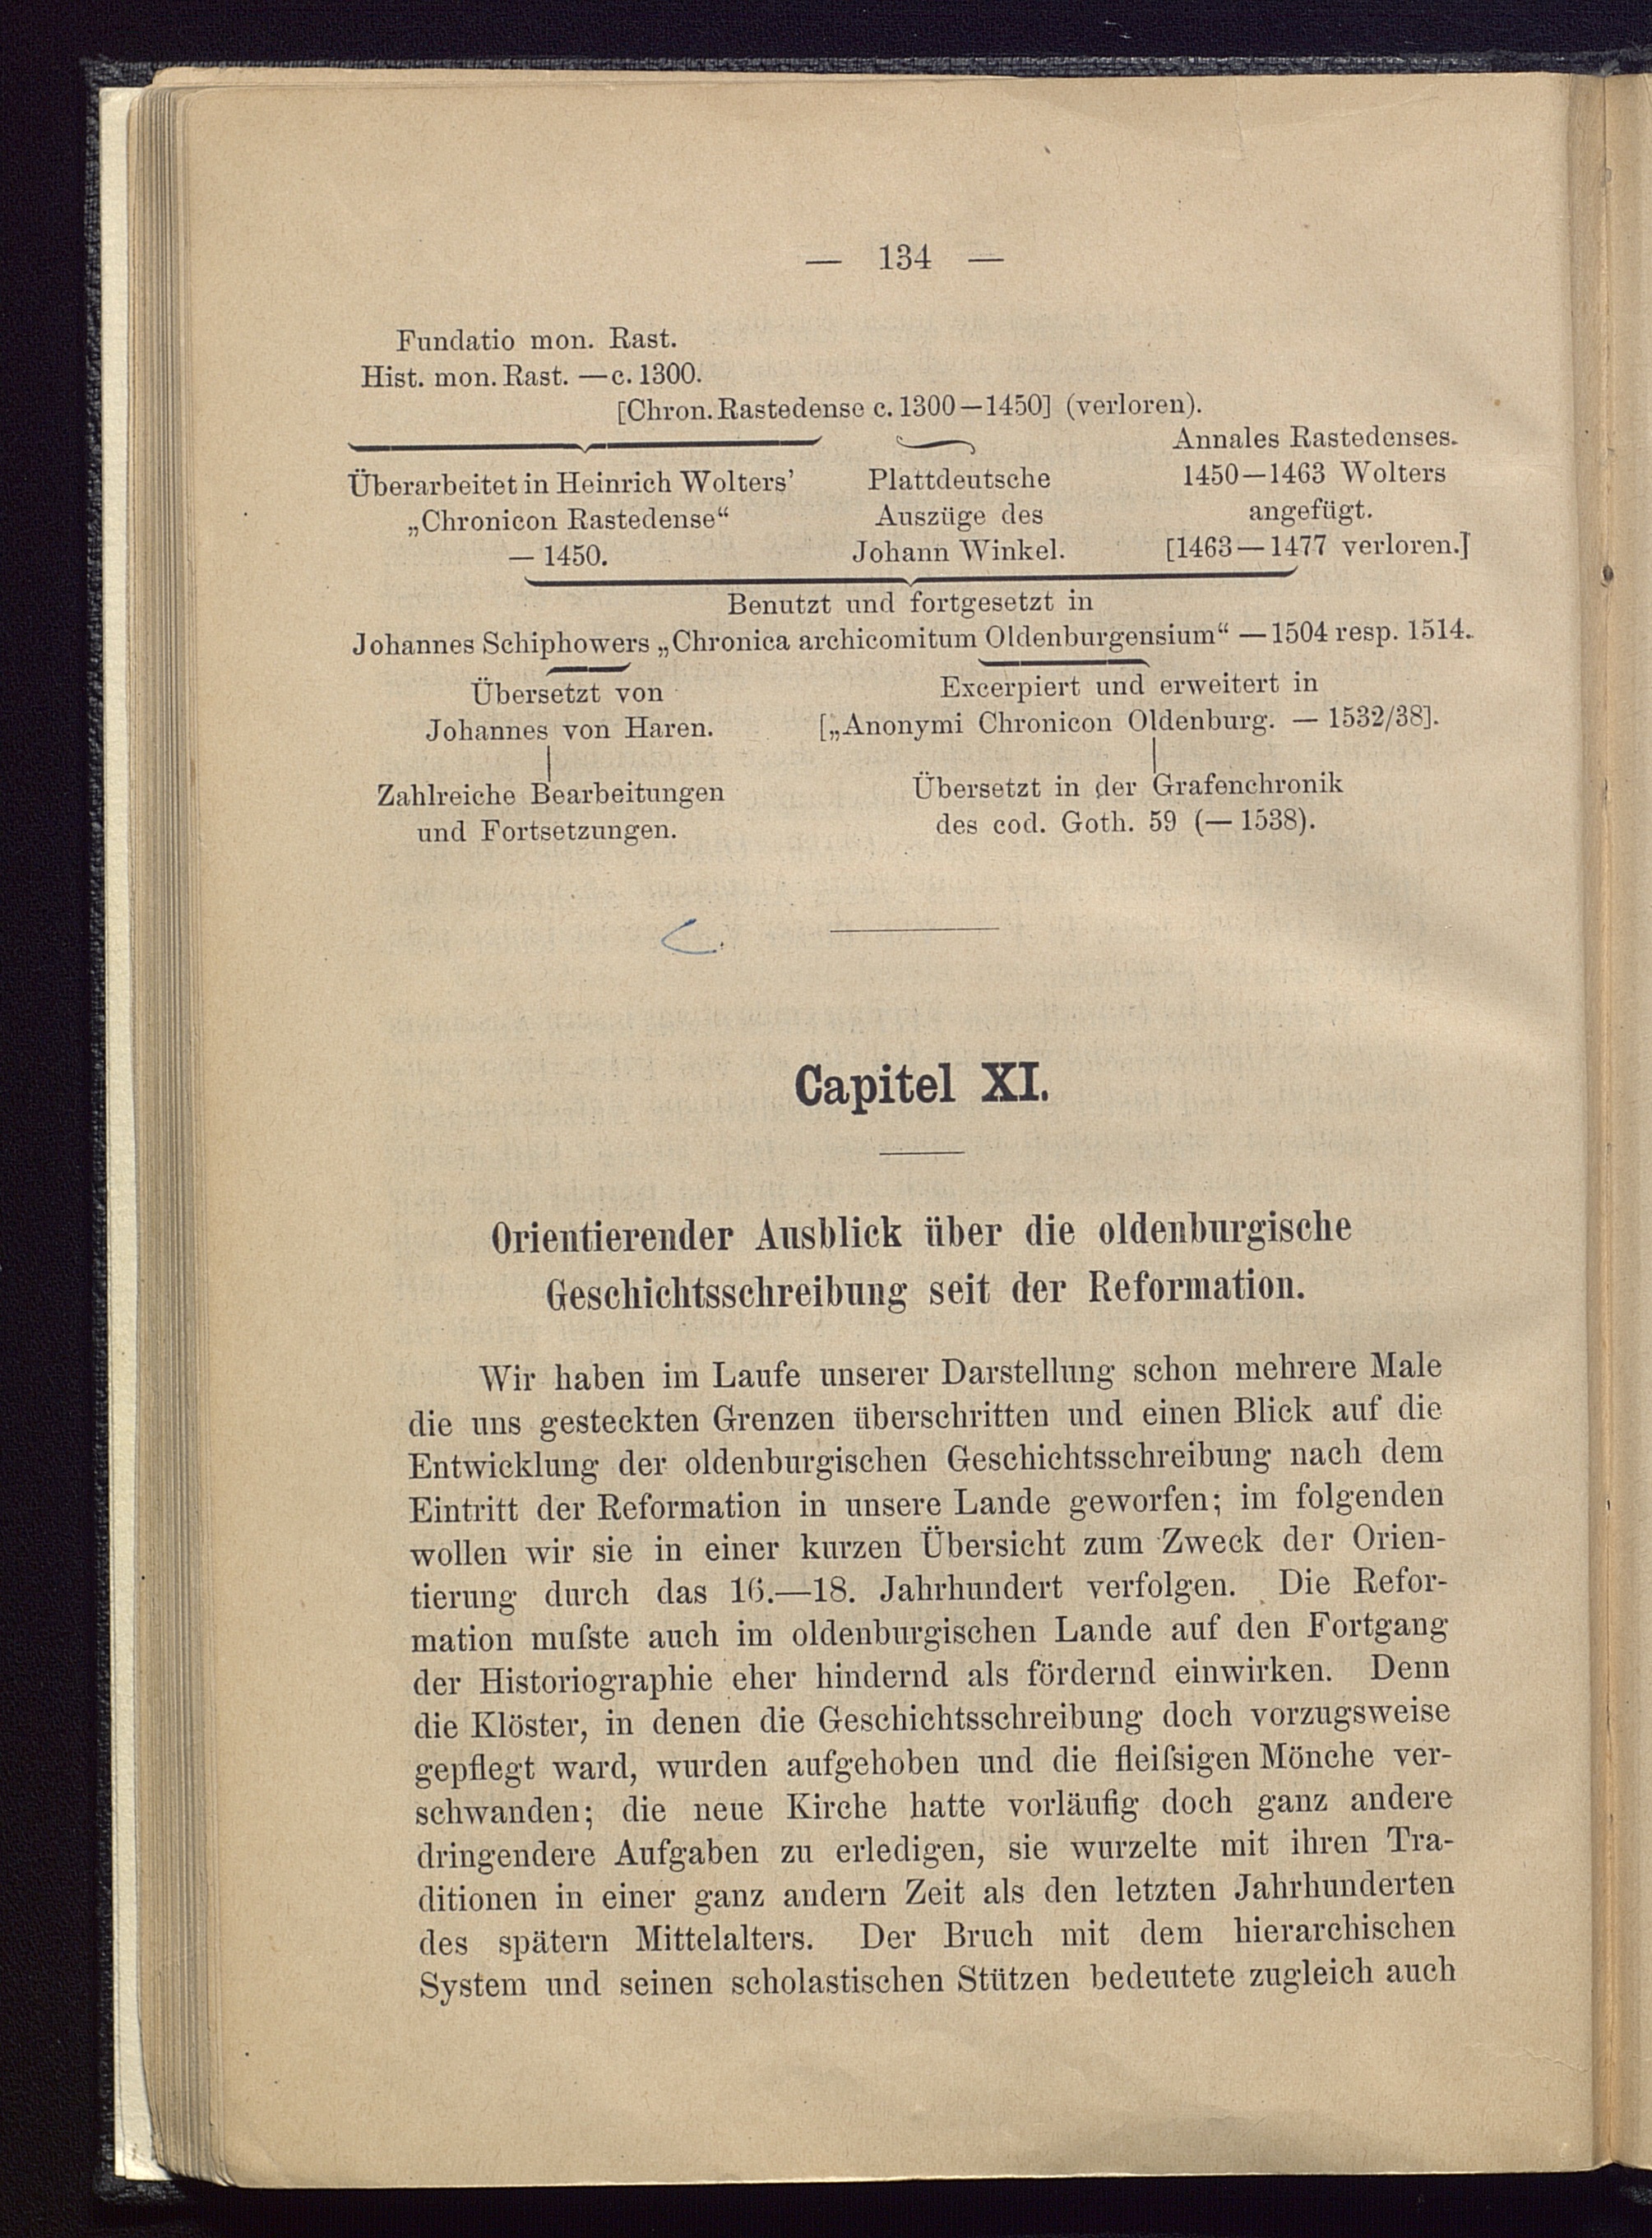 — 134 —
Fundatio mon. Rast.
Hist. mon. Rast. — c. 1300.
[Chron. Rastedense c. 1300—1450] (verloren).
Überarbeitet in Heinrich Wolters'
„Chronicon Rastedense“
— 1450.
Plattdeutsche
Auszüge des
Johann Winkel.
Annales Rastedenses.
1450—1463 Wolters
angefügt.
[1463—1477 verloren.]
Benutzt und fortgesetzt in
Johannes Schiphowers „Chronica archicomitum Oldenburgensium“ — 1504 resp. 1514.
Übersetzt von
Johannes von Haren.
Zahlreiche Bearbeitungen
und Fortsetzungen.
Excerpiert und erweitert in
[„Anonymi Chronicon Oldenburg. — 1532/38].
Übersetzt in der Grafenchronik
des cod. Goth. 59 (— 1538).
Capitel XI.
Orientierender Ausblick über die oldenburgische
Geschichtsschreibung seit der Reformation.
Wir haben im Laufe unserer Darstellung schon mehrere Male
die uns gesteckten Grenzen überschritten und einen Blick auf die
Entwicklung der oldenburgischen Geschichtsschreibung nach dem
Eintritt der Reformation in unsere Lande geworfen; im folgenden
wollen wir sie in einer kurzen Übersicht zum Zweck der Orien-
tierung durch das 16.—18. Jahrhundert verfolgen. Die Refor-
mation muſste auch im oldenburgischen Lande auf den Fortgang
der Historiographie eher hindernd als fördernd einwirken. Denn
die Klöster, in denen die Geschichtsschreibung doch vorzugsweise
gepflegt ward, wurden aufgehoben und die fleiſsigen Mönche ver-
schwanden; die neue Kirche hatte vorläufig doch ganz andere
dringendere Aufgaben zu erledigen, sie wurzelte mit ihren Tra-
ditionen in einer ganz andern Zeit als den letzten Jahrhunderten
des spätern Mittelalters. Der Bruch mit dem hierarchischen
System und seinen scholastischen Stützen bedeutete zugleich auch